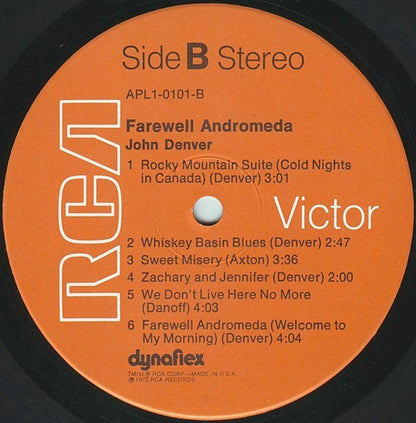 Side B Stereo
APL1-0101-B
Farewell Andromeda
John Denver
1 Rocky Mountain Suite (Cold Nights
in Canada) (Denver) 3:01
RCA Victor
2 Whiskey Basin Blues (Denver) 2:47
3 Sweet Misery (Axton) 3:36
4 Zachary and Jennifer (Denver) 2:00
5 We Don't Live Here No More
(Danoff) 4:03
6 Farewell Andromeda (Welcome to
My Morning) (Denver) 4:04
dynaflex
TM(s) ® RCA CORP—MADE IN U.S.A.
℗ 1973 RCA RECORDS